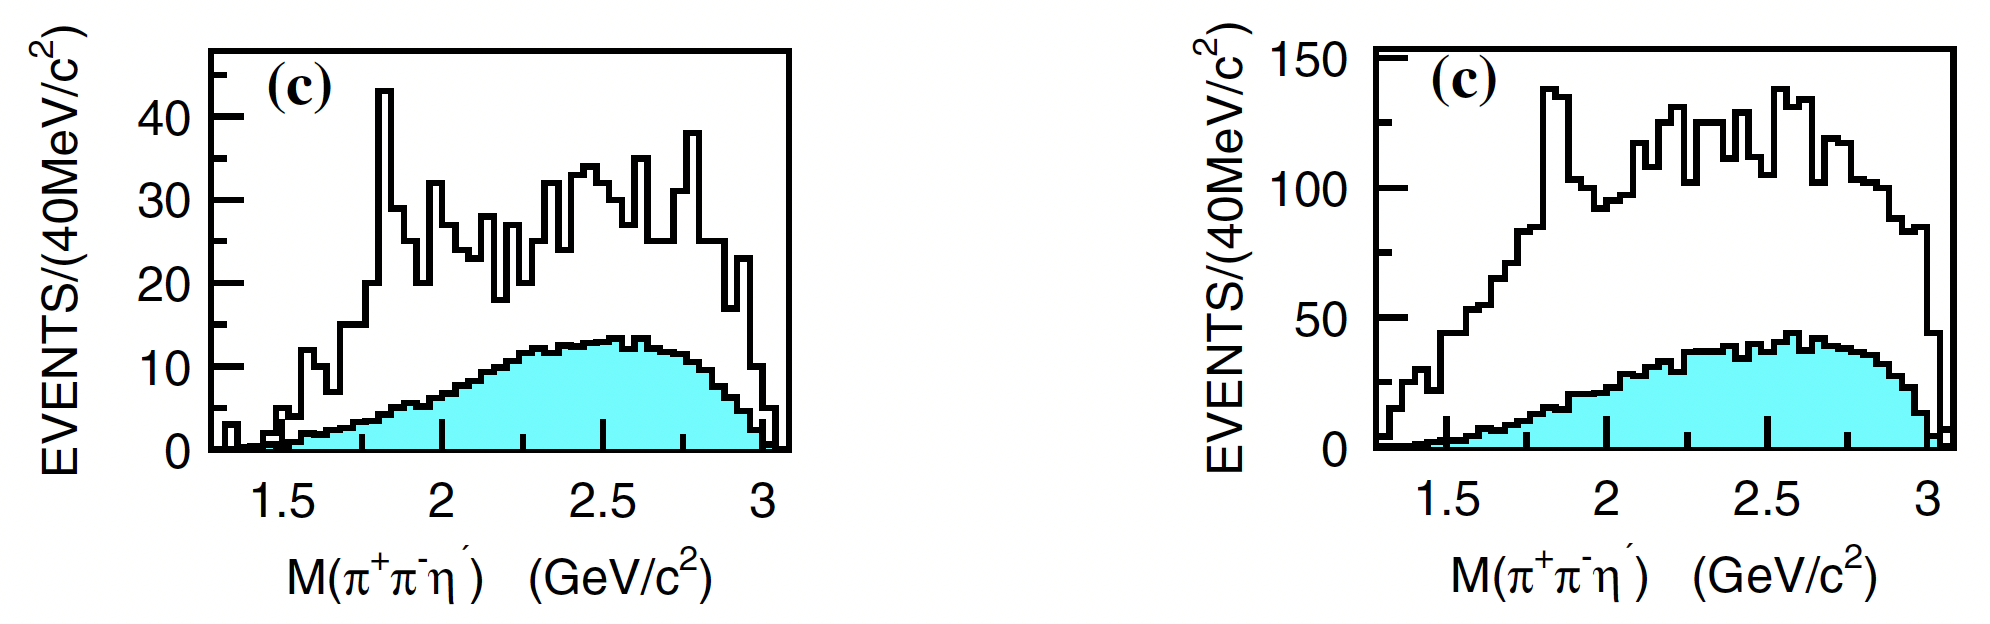 EVENTS/(40MeV/c²)
(c)
40
30
20
10
0
1.5 2 2.5 3
M(π⁺π⁻η′) (GeV/c²)
EVENTS/(40MeV/c²)
(c)
150
100
50
0
1.5 2 2.5 3
M(π⁺π⁻η′) (GeV/c²)